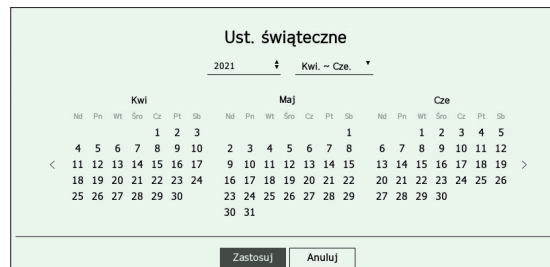 Ust. świąteczne
2021 Kwi. ~ Cze.
Kwi Maj Cze
Nd Pn Wt Śro Cz Pt Sb Nd Pn Wt Śro Cz Pt Sb Nd Pn Wt Śro Cz Pt Sb
1 2 3 1 1 2 3 4 5
4 5 6 7 8 9 10 2 3 4 5 6 7 8 6 7 8 9 10 11 12
11 12 13 14 15 16 17 9 10 11 12 13 14 15 13 14 15 16 17 18 19
18 19 20 21 22 23 24 16 17 18 19 20 21 22 20 21 22 23 24 25 26
25 26 27 28 29 30 23 24 25 26 27 28 29 27 28 29 30
30 31
Zastosuj Anuluj